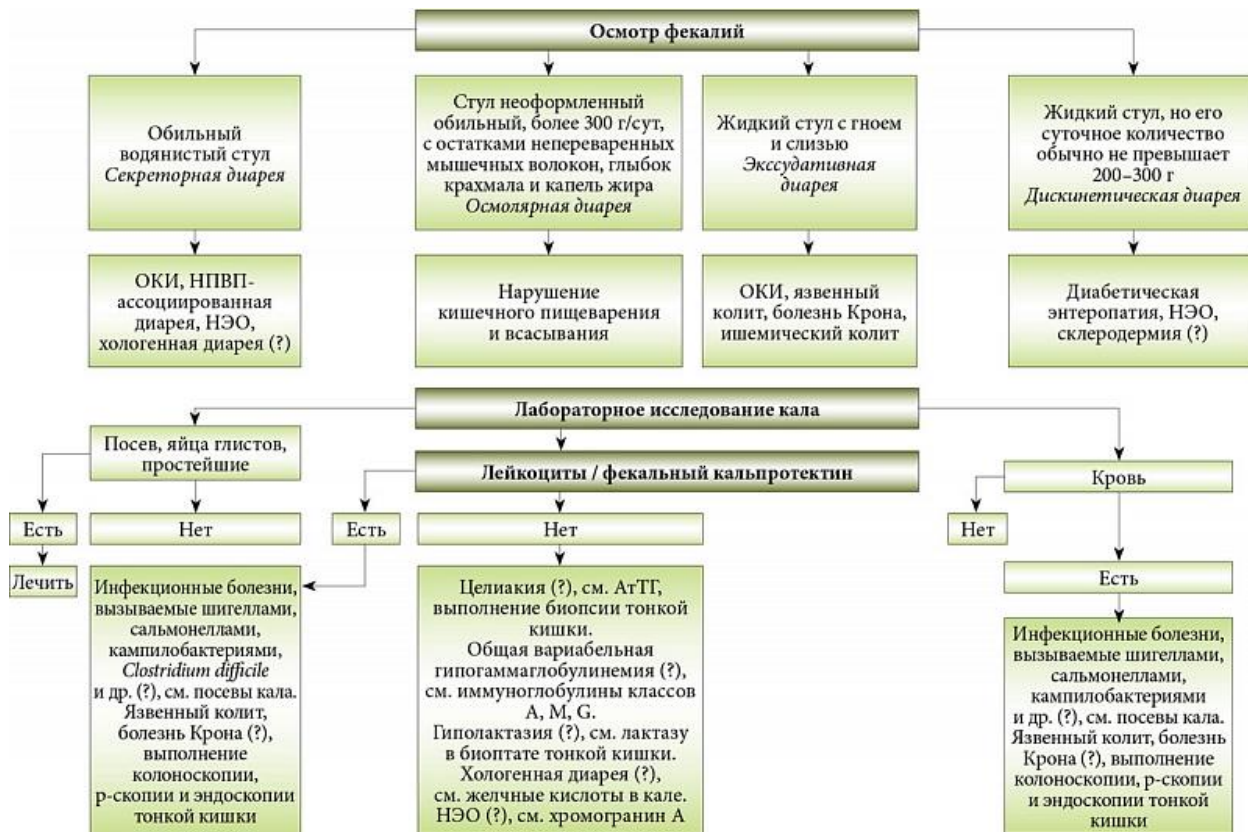 Осмотр фекалий
Обильный
водянистый стул
Секреторная диарея
Стул неоформленный
обильный, более 300 г/сут,
с остатками непереваренных
мышечных волокон, глыбок
крахмала и капель жира
Осмолярная диарея
Жидкий стул с гноем
и слизью
Экссудативная
диарея
Жидкий стул, но его
суточное количество
обычно не превышает
200–300 г
Дискинетическая диарея
ОКИ, НПВП-
ассоциированная
диарея, НЭО,
хологенная диарея (?)
Нарушение
кишечного пищеварения
и всасывания
ОКИ, язвенный
колит, болезнь Крона,
ишемический колит
Диабетическая
энтеропатия, НЭО,
склеродермия (?)
Лабораторное исследование кала
Посев, яйца глистов,
простейшие
Лейкоциты / фекальный кальпротектин
Кровь
Есть
Нет
Есть
Нет
Нет
Есть
Лечить
Инфекционные болезни,
вызываемые шигеллами,
сальмонеллами,
кампилобактериями,
Clostridium difficile
и др. (?), см. посевы кала.
Язвенный колит,
болезнь Крона (?),
выполнение
колоноскопии,
р-скопии и эндоскопии
тонкой кишки
Целиакия (?), см. АтТГ,
выполнение биопсии тонкой
кишки.
Общая вариабельная
гипогаммаглобулинемия (?),
см. иммуноглобулины классов
A, M, G.
Гиполактазия (?), см. лактазу
в биоптате тонкой кишки.
Хологенная диарея (?),
см. желчные кислоты в кале.
НЭО (?), см. хромогранин А
Инфекционные болезни,
вызываемые шигеллами,
сальмонеллами,
кампилобактериями
и др. (?), см. посевы кала.
Язвенный колит, болезнь
Крона (?), выполнение
колоноскопии, р-скопии
и эндоскопии тонкой
кишки